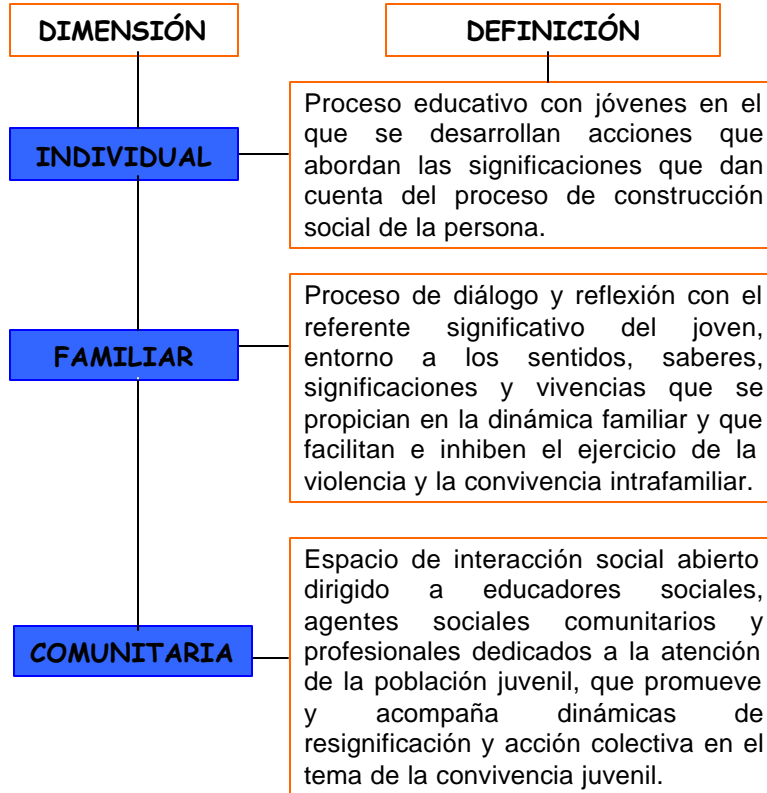 DIMENSIÓN
DEFINICIÓN
INDIVIDUAL
Proceso educativo con jóvenes en el
que se desarrollan acciones que
abordan las significaciones que dan
cuenta del proceso de construcción
social de la persona.
FAMILIAR
Proceso de diálogo y reflexión con el
referente significativo del joven,
entorno a los sentidos, saberes,
significaciones y vivencias que se
propician en la dinámica familiar y que
facilitan e inhiben el ejercicio de la
violencia y la convivencia intrafamiliar.
COMUNITARIA
Espacio de interacción social abierto
dirigido a educadores sociales,
agentes sociales comunitarios y
profesionales dedicados a la atención
de la población juvenil, que promueve
y acompaña dinámicas de
resignificación y acción colectiva en el
tema de la convivencia juvenil.